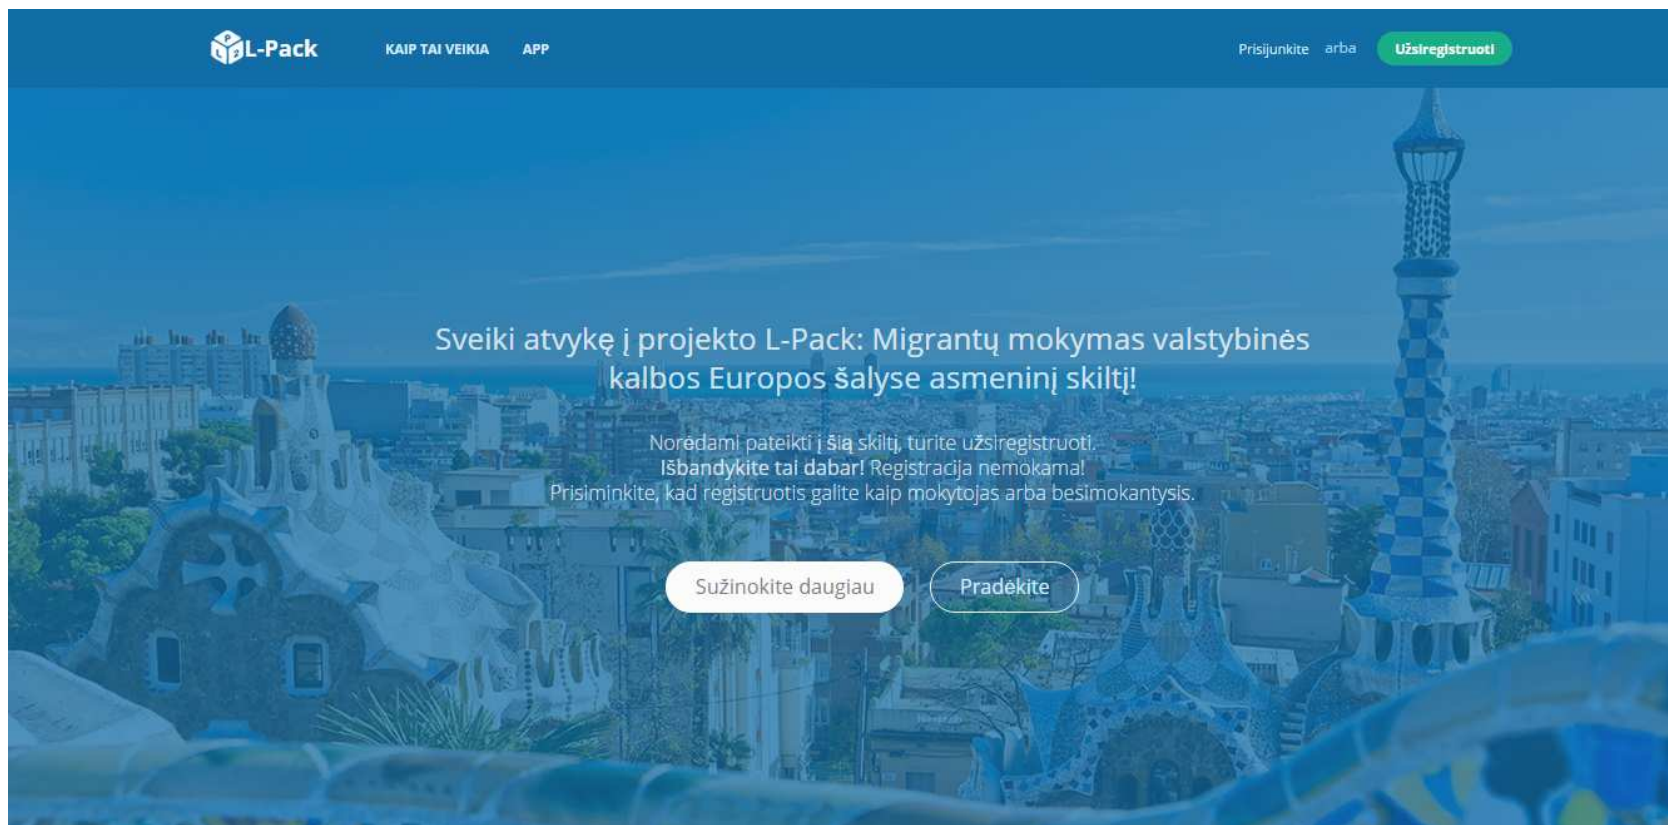 L-Pack
KAIP TAI VEIKIA
APP
Prisijunkite arba Užsiregistruoti
Sveiki atvykę į projekto L-Pack: Migrantų mokymas valstybinės
kalbos Europos šalyse asmeninį skiltį!
Norėdami pateikti į šią skiltį, turite užsiregistruoti.
Išbandykite tai dabar! Registracija nemokama!
Prisiminkite, kad registruotis galite kaip mokytojas arba besimokantysis.
Sužinokite daugiau
Pradėkite